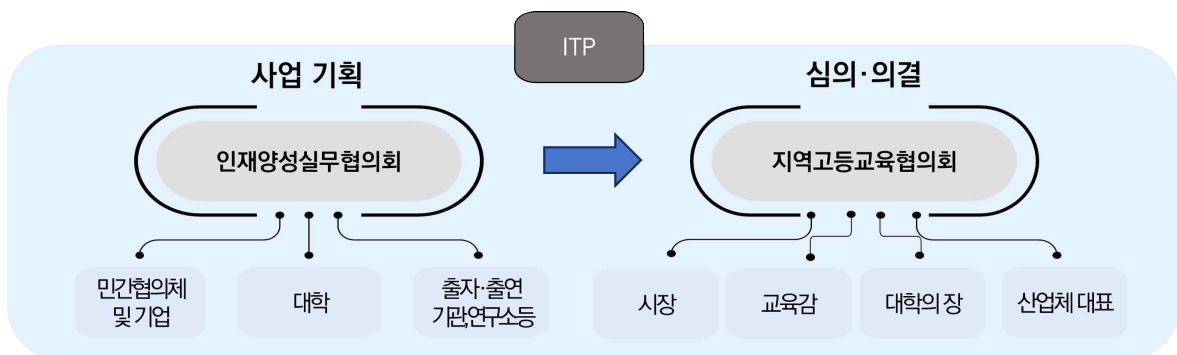 ITP
사업 기획
심의·의결
인재양성실무협의회
지역고등교육협의회
민간협의체
및 기업
대학
출자·출연
기관,연구소등
시장
교육감
대학의 장
산업체 대표